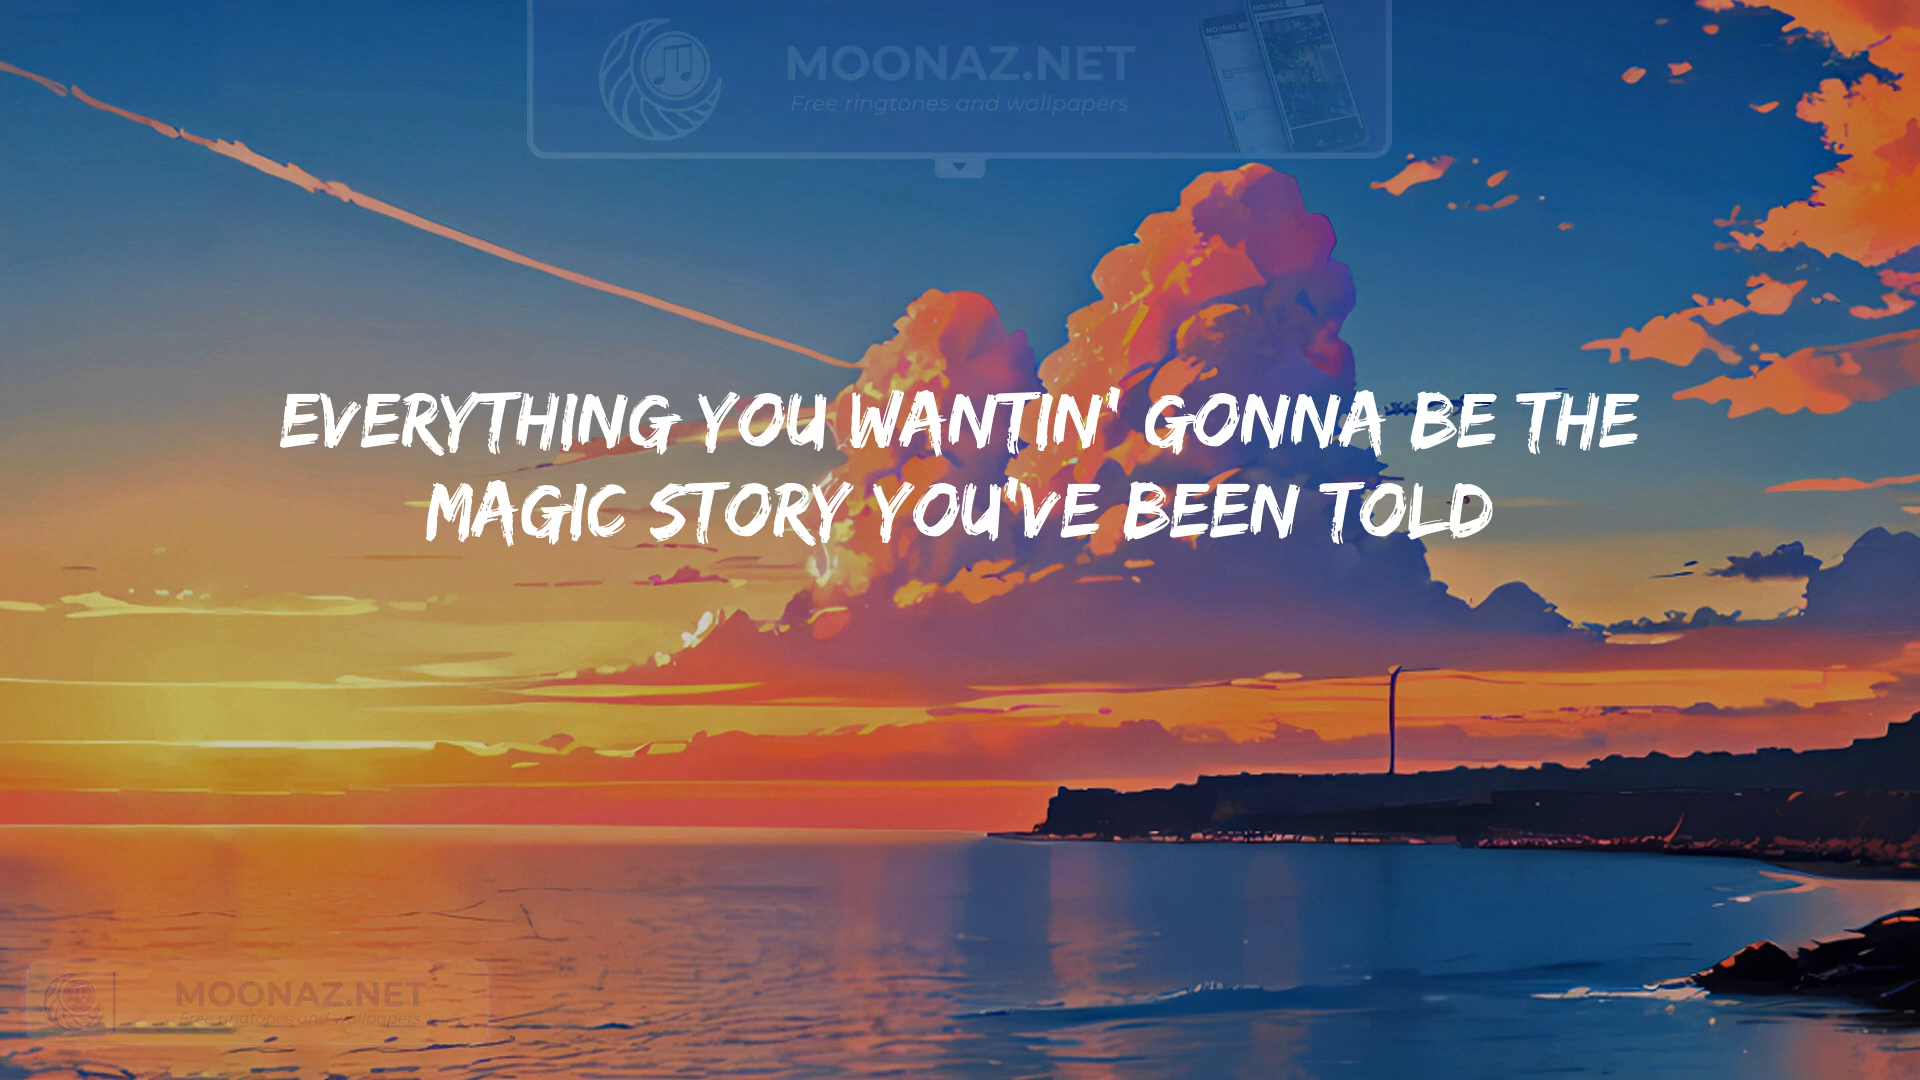 MOONAZ.NET
Free ringtones and wallpapers
EVERYTHING YOU WANTIN' GONNA BE THE
MAGIC STORY YOU'VE BEEN TOLD
MOONAZ.NET
Free ringtones and wallpapers